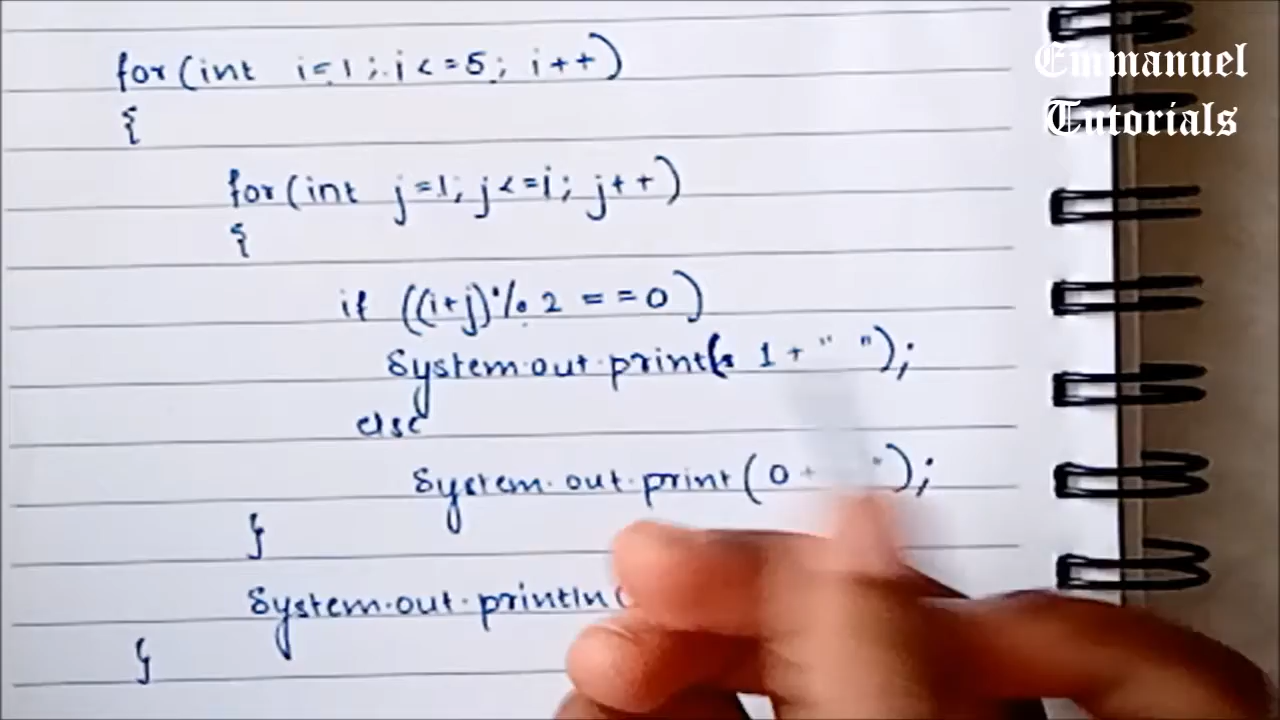 for(int i=1; i<=5; i++)
{
for(int j=1; j<=i; j++)
{
if ((i+j)%2 ==0)
System.out.print( 1+" ");
else
System.out.print(0+ ");
}
System.out.println(
}
Emmanuel
Tutorials